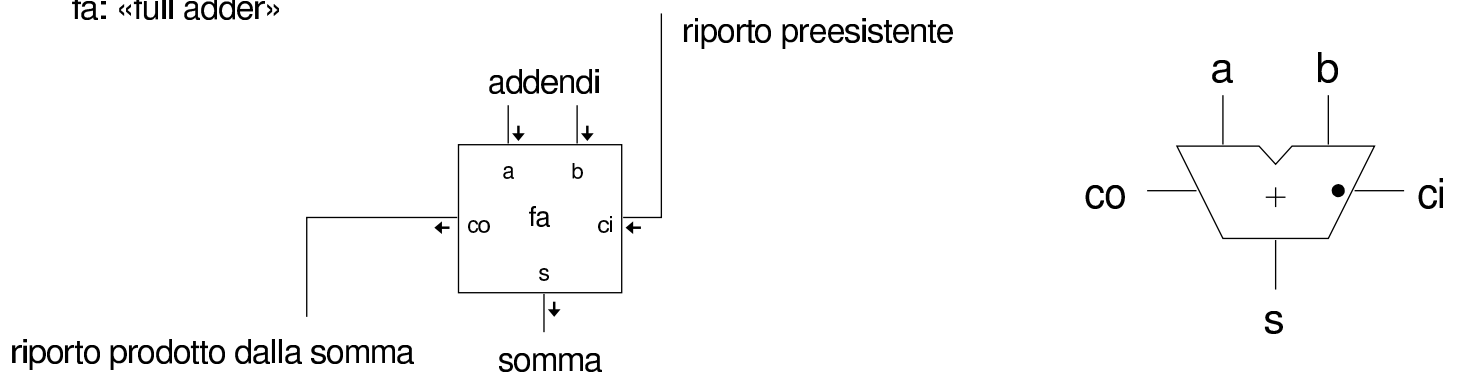 fa: «full adder»
riporto preesistente
addendi
a b
co fa ci
s
riporto prodotto dalla somma
somma
a b
co + ci
s